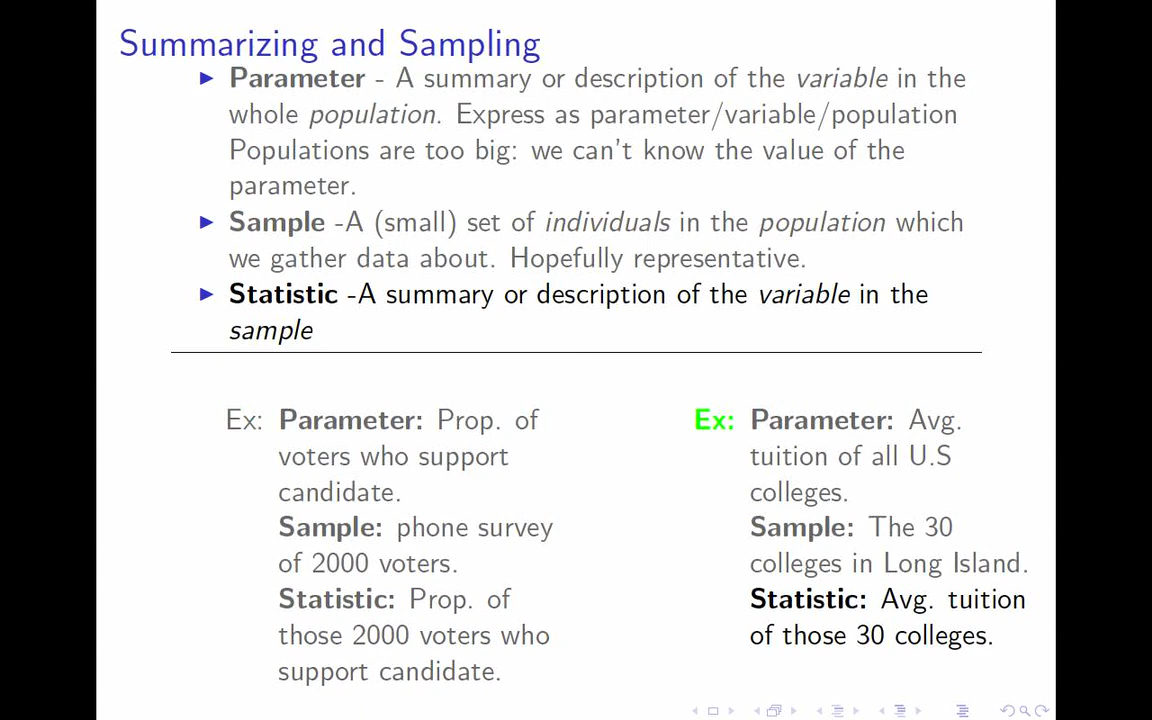 Summarizing and Sampling
Parameter - A summary or description of the variable in the
whole population. Express as parameter/variable/population
Populations are too big: we can't know the value of the
parameter.
Sample -A (small) set of individuals in the population which
we gather data about. Hopefully representative.
Statistic -A summary or description of the variable in the
sample
Ex: Parameter: Prop. of
voters who support
candidate.
Sample: phone survey
of 2000 voters.
Statistic: Prop. of
those 2000 voters who
support candidate.
Ex: Parameter: Avg.
tuition of all U.S
colleges.
Sample: The 30
colleges in Long Island.
Statistic: Avg. tuition
of those 30 colleges.